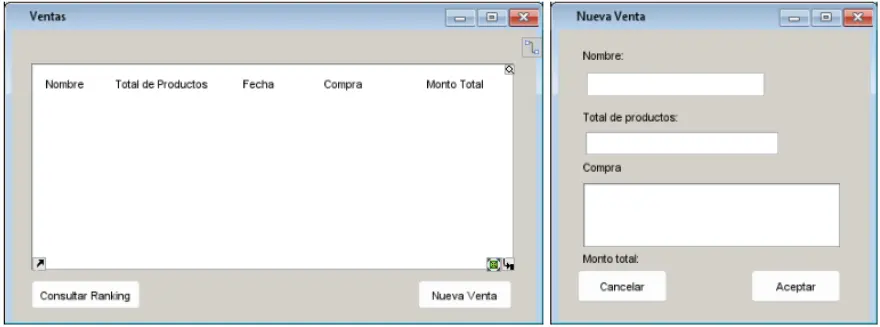 Ventas
Nombre Total de Productos Fecha Compra Monto Total
Consultar Ranking Nueva Venta
Nueva Venta
Nombre:
Total de productos:
Compra
Monto total:
Cancelar Aceptar